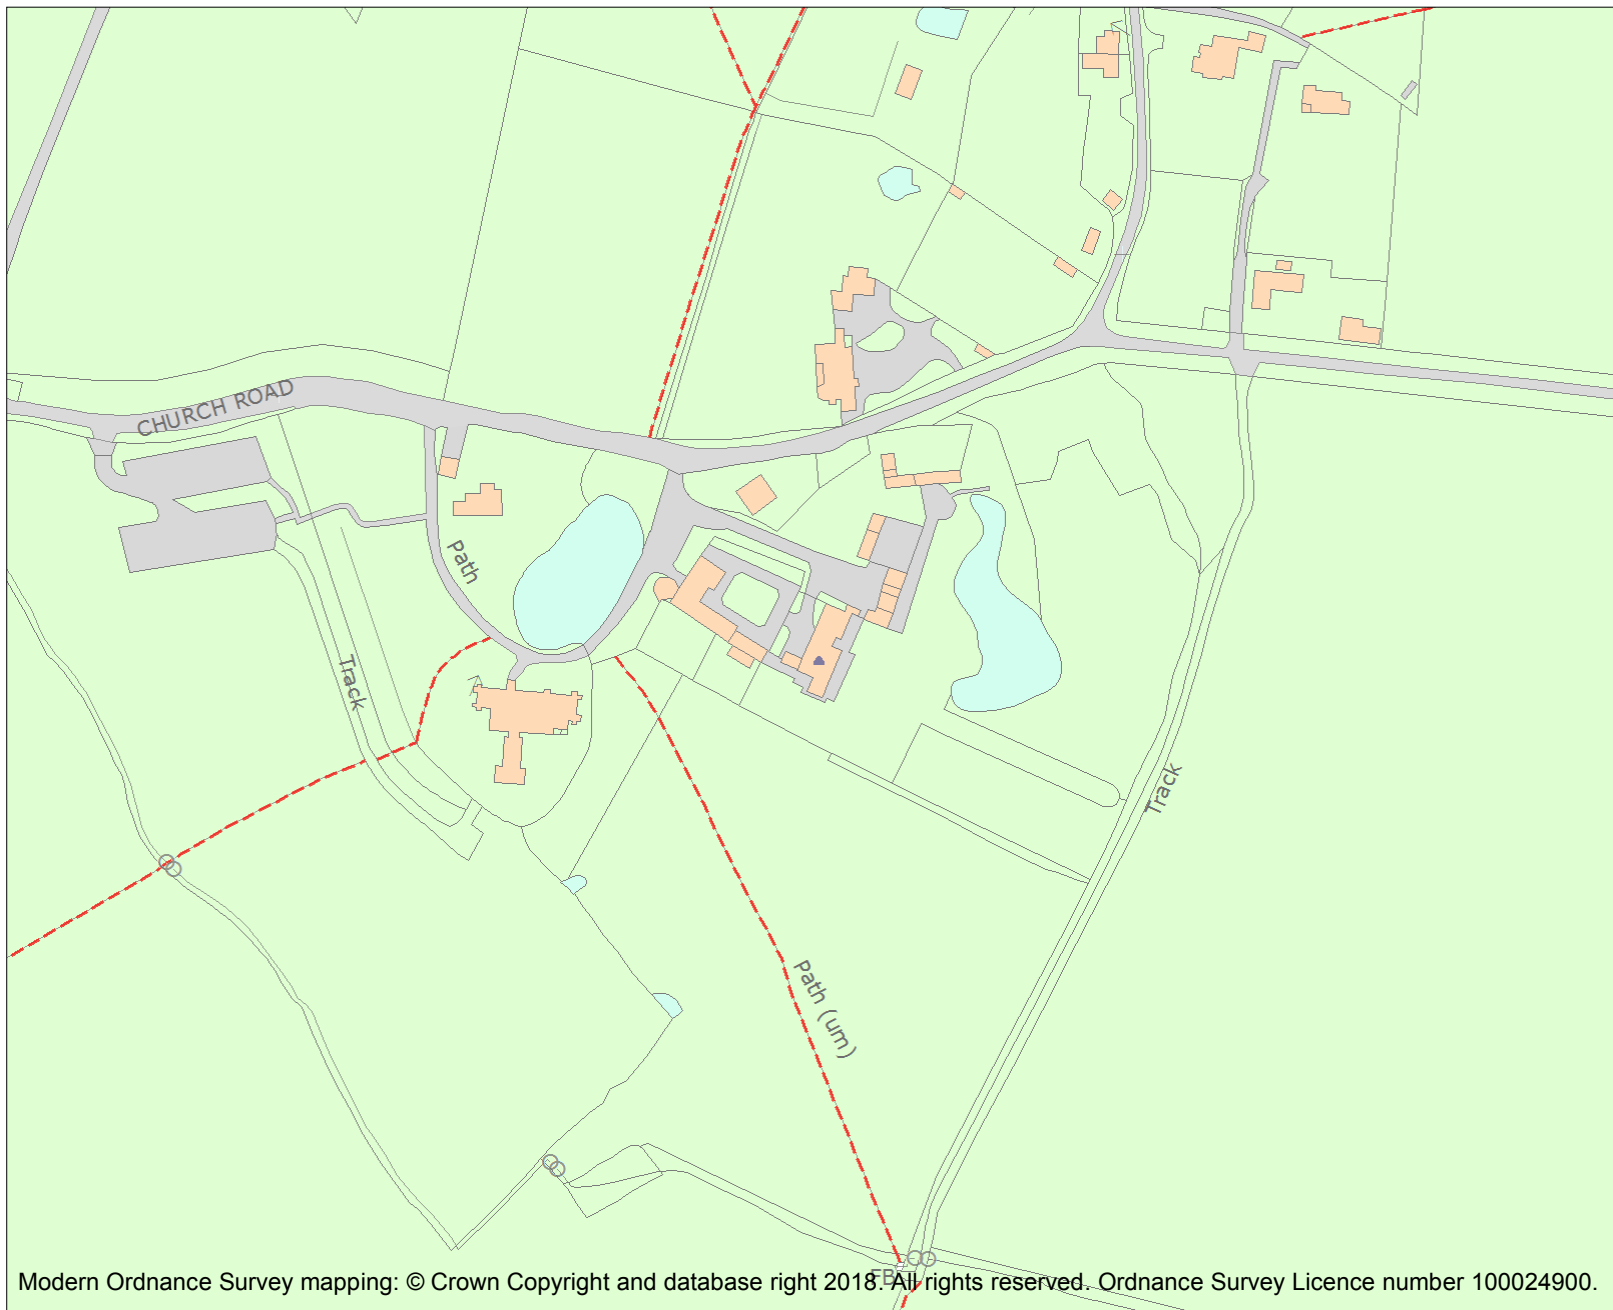 CHURCH ROAD
Path
Track
Track
Path (um)
FB
Modern Ordnance Survey mapping: © Crown Copyright and database right 2018. All rights reserved. Ordnance Survey Licence number 100024900.